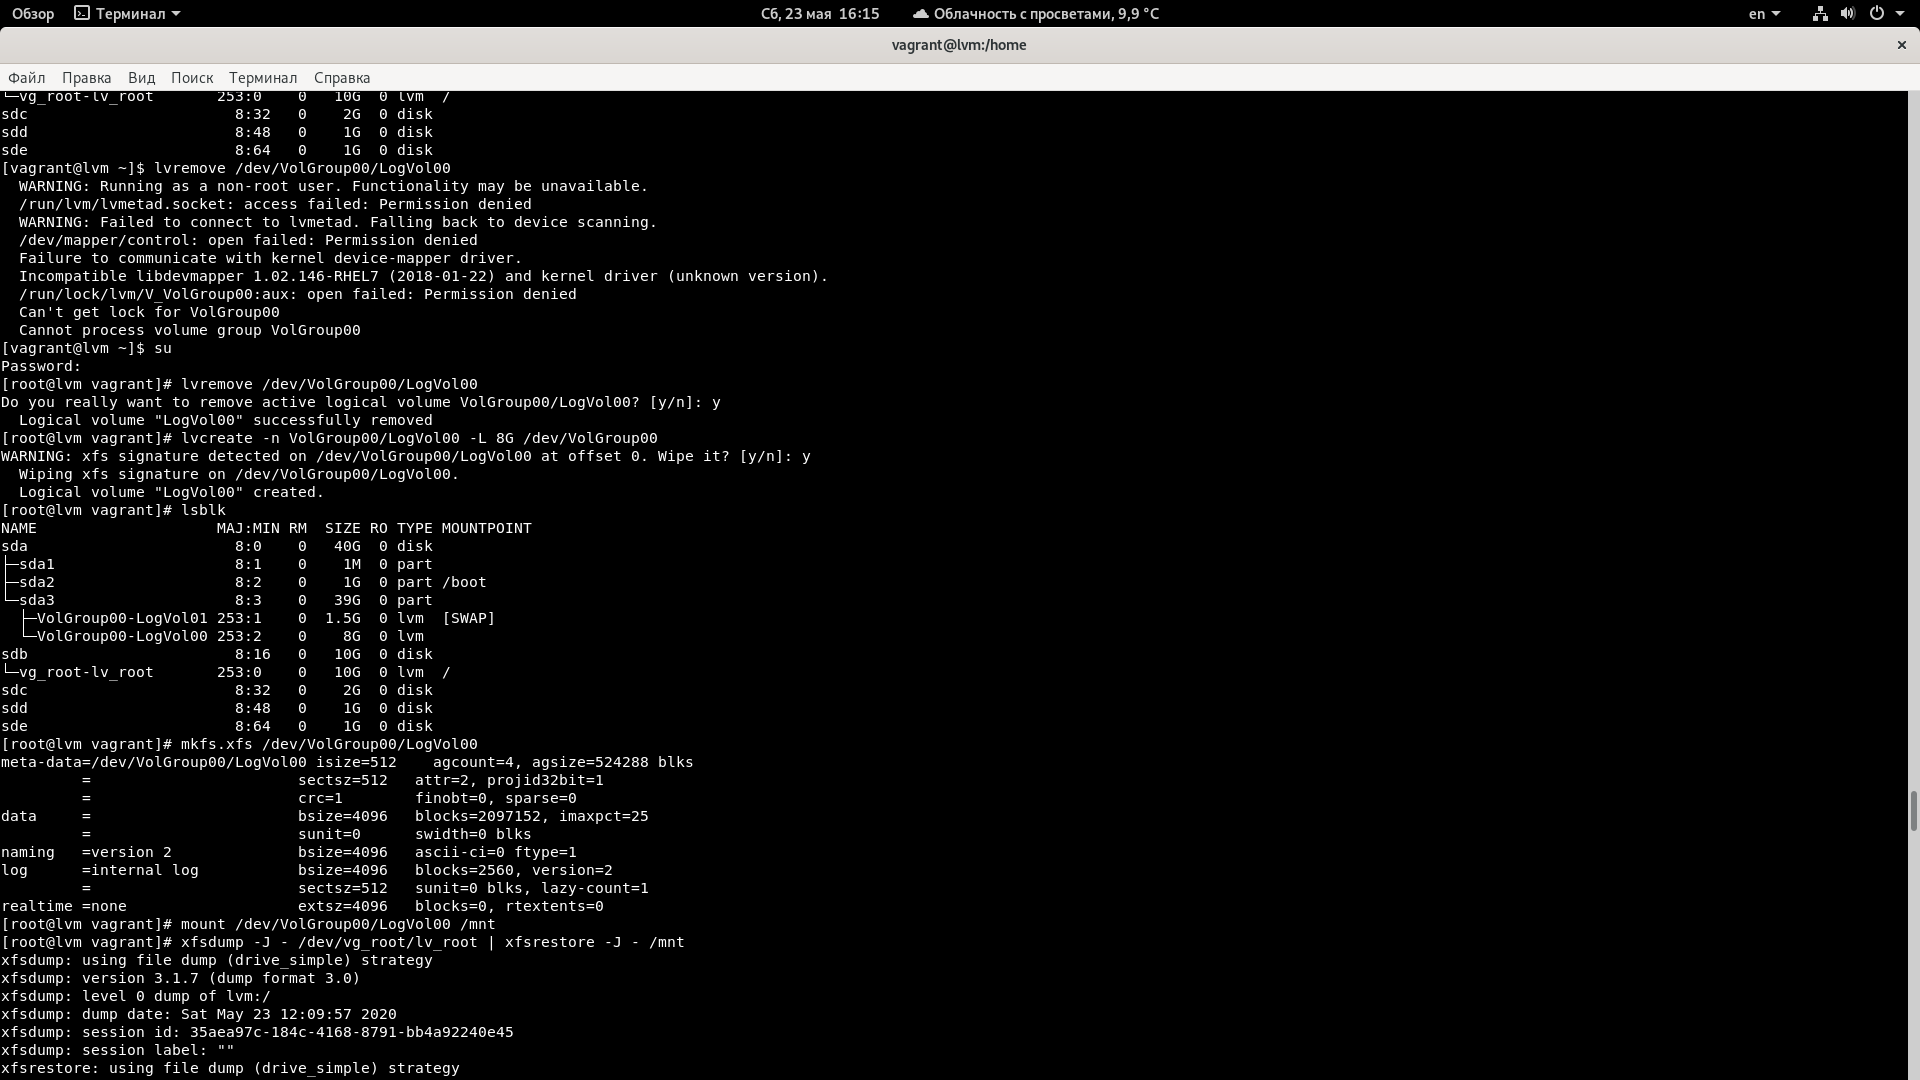 Обзор Терминал Сб, 23 мая 16:15 Облачность с просветами, 9,9 °C en
vagrant@lvm:/home ×
Файл Правка Вид Поиск Терминал Справка
└─vg_root-lv_root       253:0    0   10G  0 lvm  /
sdc                       8:32   0    2G  0 disk
sdd                       8:48   0    1G  0 disk
sde                       8:64   0    1G  0 disk
[vagrant@lvm ~]$ lvremove /dev/VolGroup00/LogVol00
  WARNING: Running as a non-root user. Functionality may be unavailable.
  /run/lvm/lvmetad.socket: access failed: Permission denied
  WARNING: Failed to connect to lvmetad. Falling back to device scanning.
  /dev/mapper/control: open failed: Permission denied
  Failure to communicate with kernel device-mapper driver.
  Incompatible libdevmapper 1.02.146-RHEL7 (2018-01-22) and kernel driver (unknown version).
  /run/lock/lvm/V_VolGroup00:aux: open failed: Permission denied
  Can't get lock for VolGroup00
  Cannot process volume group VolGroup00
[vagrant@lvm ~]$ su
Password:
[root@lvm vagrant]# lvremove /dev/VolGroup00/LogVol00
Do you really want to remove active logical volume VolGroup00/LogVol00? [y/n]: y
  Logical volume "LogVol00" successfully removed
[root@lvm vagrant]# lvcreate -n VolGroup00/LogVol00 -L 8G /dev/VolGroup00
WARNING: xfs signature detected on /dev/VolGroup00/LogVol00 at offset 0. Wipe it? [y/n]: y
  Wiping xfs signature on /dev/VolGroup00/LogVol00.
  Logical volume "LogVol00" created.
[root@lvm vagrant]# lsblk
NAME                    MAJ:MIN RM  SIZE RO TYPE MOUNTPOINT
sda                       8:0    0   40G  0 disk
├─sda1                    8:1    0    1M  0 part
├─sda2                    8:2    0    1G  0 part /boot
└─sda3                    8:3    0   39G  0 part
  ├─VolGroup00-LogVol01 253:1    0  1.5G  0 lvm  [SWAP]
  └─VolGroup00-LogVol00 253:2    0    8G  0 lvm
sdb                       8:16   0   10G  0 disk
└─vg_root-lv_root       253:0    0   10G  0 lvm  /
sdc                       8:32   0    2G  0 disk
sdd                       8:48   0    1G  0 disk
sde                       8:64   0    1G  0 disk
[root@lvm vagrant]# mkfs.xfs /dev/VolGroup00/LogVol00
meta-data=/dev/VolGroup00/LogVol00 isize=512    agcount=4, agsize=524288 blks
         =                       sectsz=512   attr=2, projid32bit=1
         =                       crc=1        finobt=0, sparse=0
data     =                       bsize=4096   blocks=2097152, imaxpct=25
         =                       sunit=0      swidth=0 blks
naming   =version 2              bsize=4096   ascii-ci=0 ftype=1
log      =internal log           bsize=4096   blocks=2560, version=2
         =                       sectsz=512   sunit=0 blks, lazy-count=1
realtime =none                   extsz=4096   blocks=0, rtextents=0
[root@lvm vagrant]# mount /dev/VolGroup00/LogVol00 /mnt
[root@lvm vagrant]# xfsdump -J - /dev/vg_root/lv_root | xfsrestore -J - /mnt
xfsdump: using file dump (drive_simple) strategy
xfsdump: version 3.1.7 (dump format 3.0)
xfsdump: level 0 dump of lvm:/
xfsdump: dump date: Sat May 23 12:09:57 2020
xfsdump: session id: 35aea97c-184c-4168-8791-bb4a92240e45
xfsdump: session label: ""
xfsrestore: using file dump (drive_simple) strategy